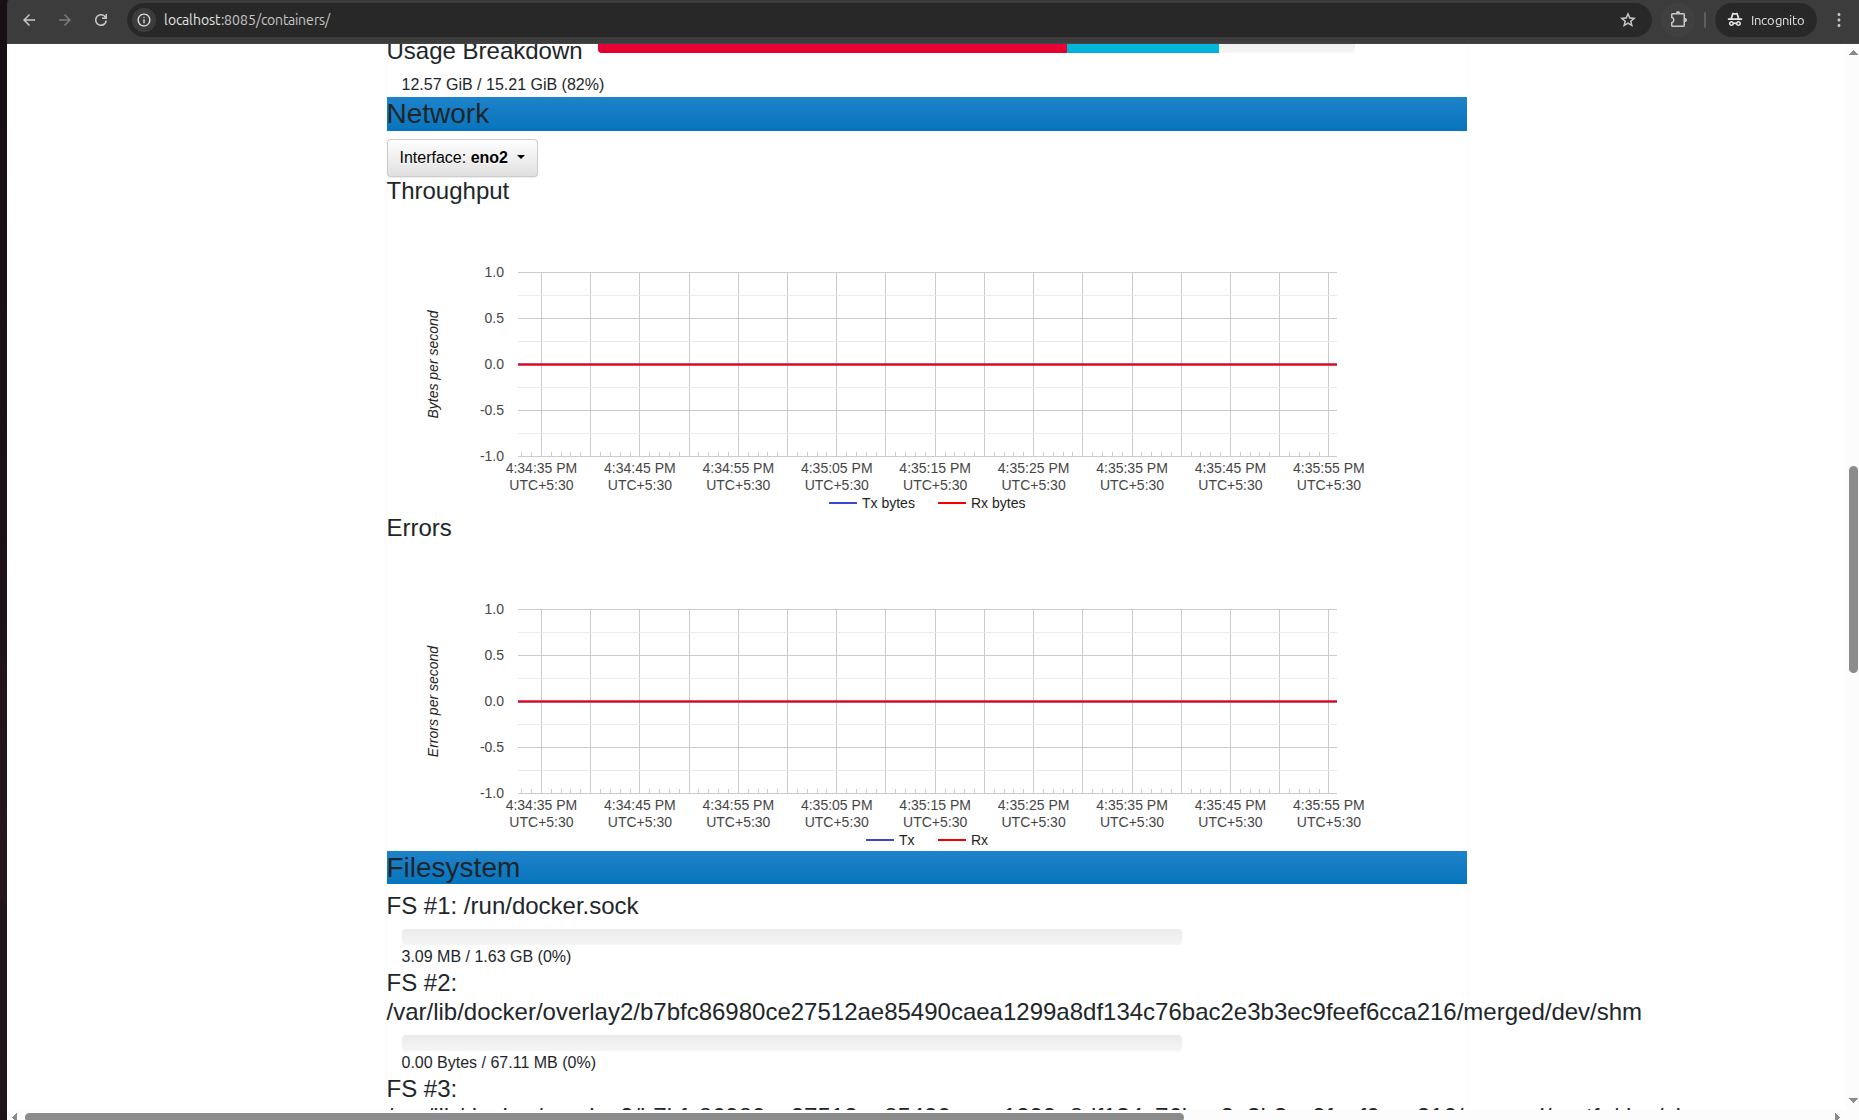 localhost:8085/containers/
Incognito
Usage Breakdown
12.57 GiB / 15.21 GiB (82%)
Network
Interface: eno2
Throughput
1.0
0.5
0.0
-0.5
-1.0
Bytes per second
4:34:35 PM 4:34:45 PM 4:34:55 PM 4:35:05 PM 4:35:15 PM 4:35:25 PM 4:35:35 PM 4:35:45 PM 4:35:55 PM
UTC+5:30 UTC+5:30 UTC+5:30 UTC+5:30 UTC+5:30 UTC+5:30 UTC+5:30 UTC+5:30 UTC+5:30
Tx bytes Rx bytes
Errors
1.0
0.5
0.0
-0.5
-1.0
Errors per second
4:34:35 PM 4:34:45 PM 4:34:55 PM 4:35:05 PM 4:35:15 PM 4:35:25 PM 4:35:35 PM 4:35:45 PM 4:35:55 PM
UTC+5:30 UTC+5:30 UTC+5:30 UTC+5:30 UTC+5:30 UTC+5:30 UTC+5:30 UTC+5:30 UTC+5:30
Tx Rx
Filesystem
FS #1: /run/docker.sock
3.09 MB / 1.63 GB (0%)
FS #2:
/var/lib/docker/overlay2/b7bfc86980ce27512ae85490caea1299a8df134c76bac2e3b3ec9feef6cca216/merged/dev/shm
0.00 Bytes / 67.11 MB (0%)
FS #3: